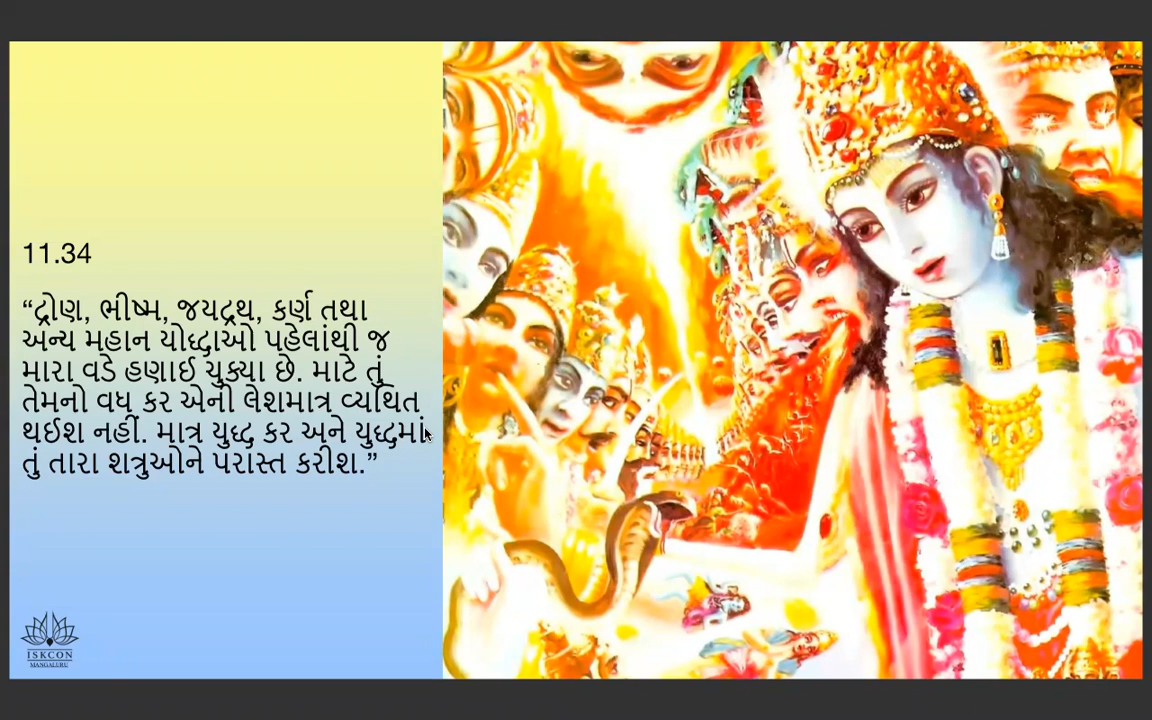 11.34
“દ્રોણ, ભીષ્મ, જયદ્રથ, કર્ણ તથા
અન્ય મહાન યોદ્ધાઓ પહેલાંથી જ
મારા વડે હણાઈ ચુક્યા છે. માટે તું
તેમનો વધ કર એનો લેશમાત્ર વ્યથિત
થઈશ નહીં. માત્ર યુદ્ધ કર અને યુદ્ધમાં
તું તારા શત્રુઓને પરાસ્ત કરીશ.”
ISKCON
MANGALURU